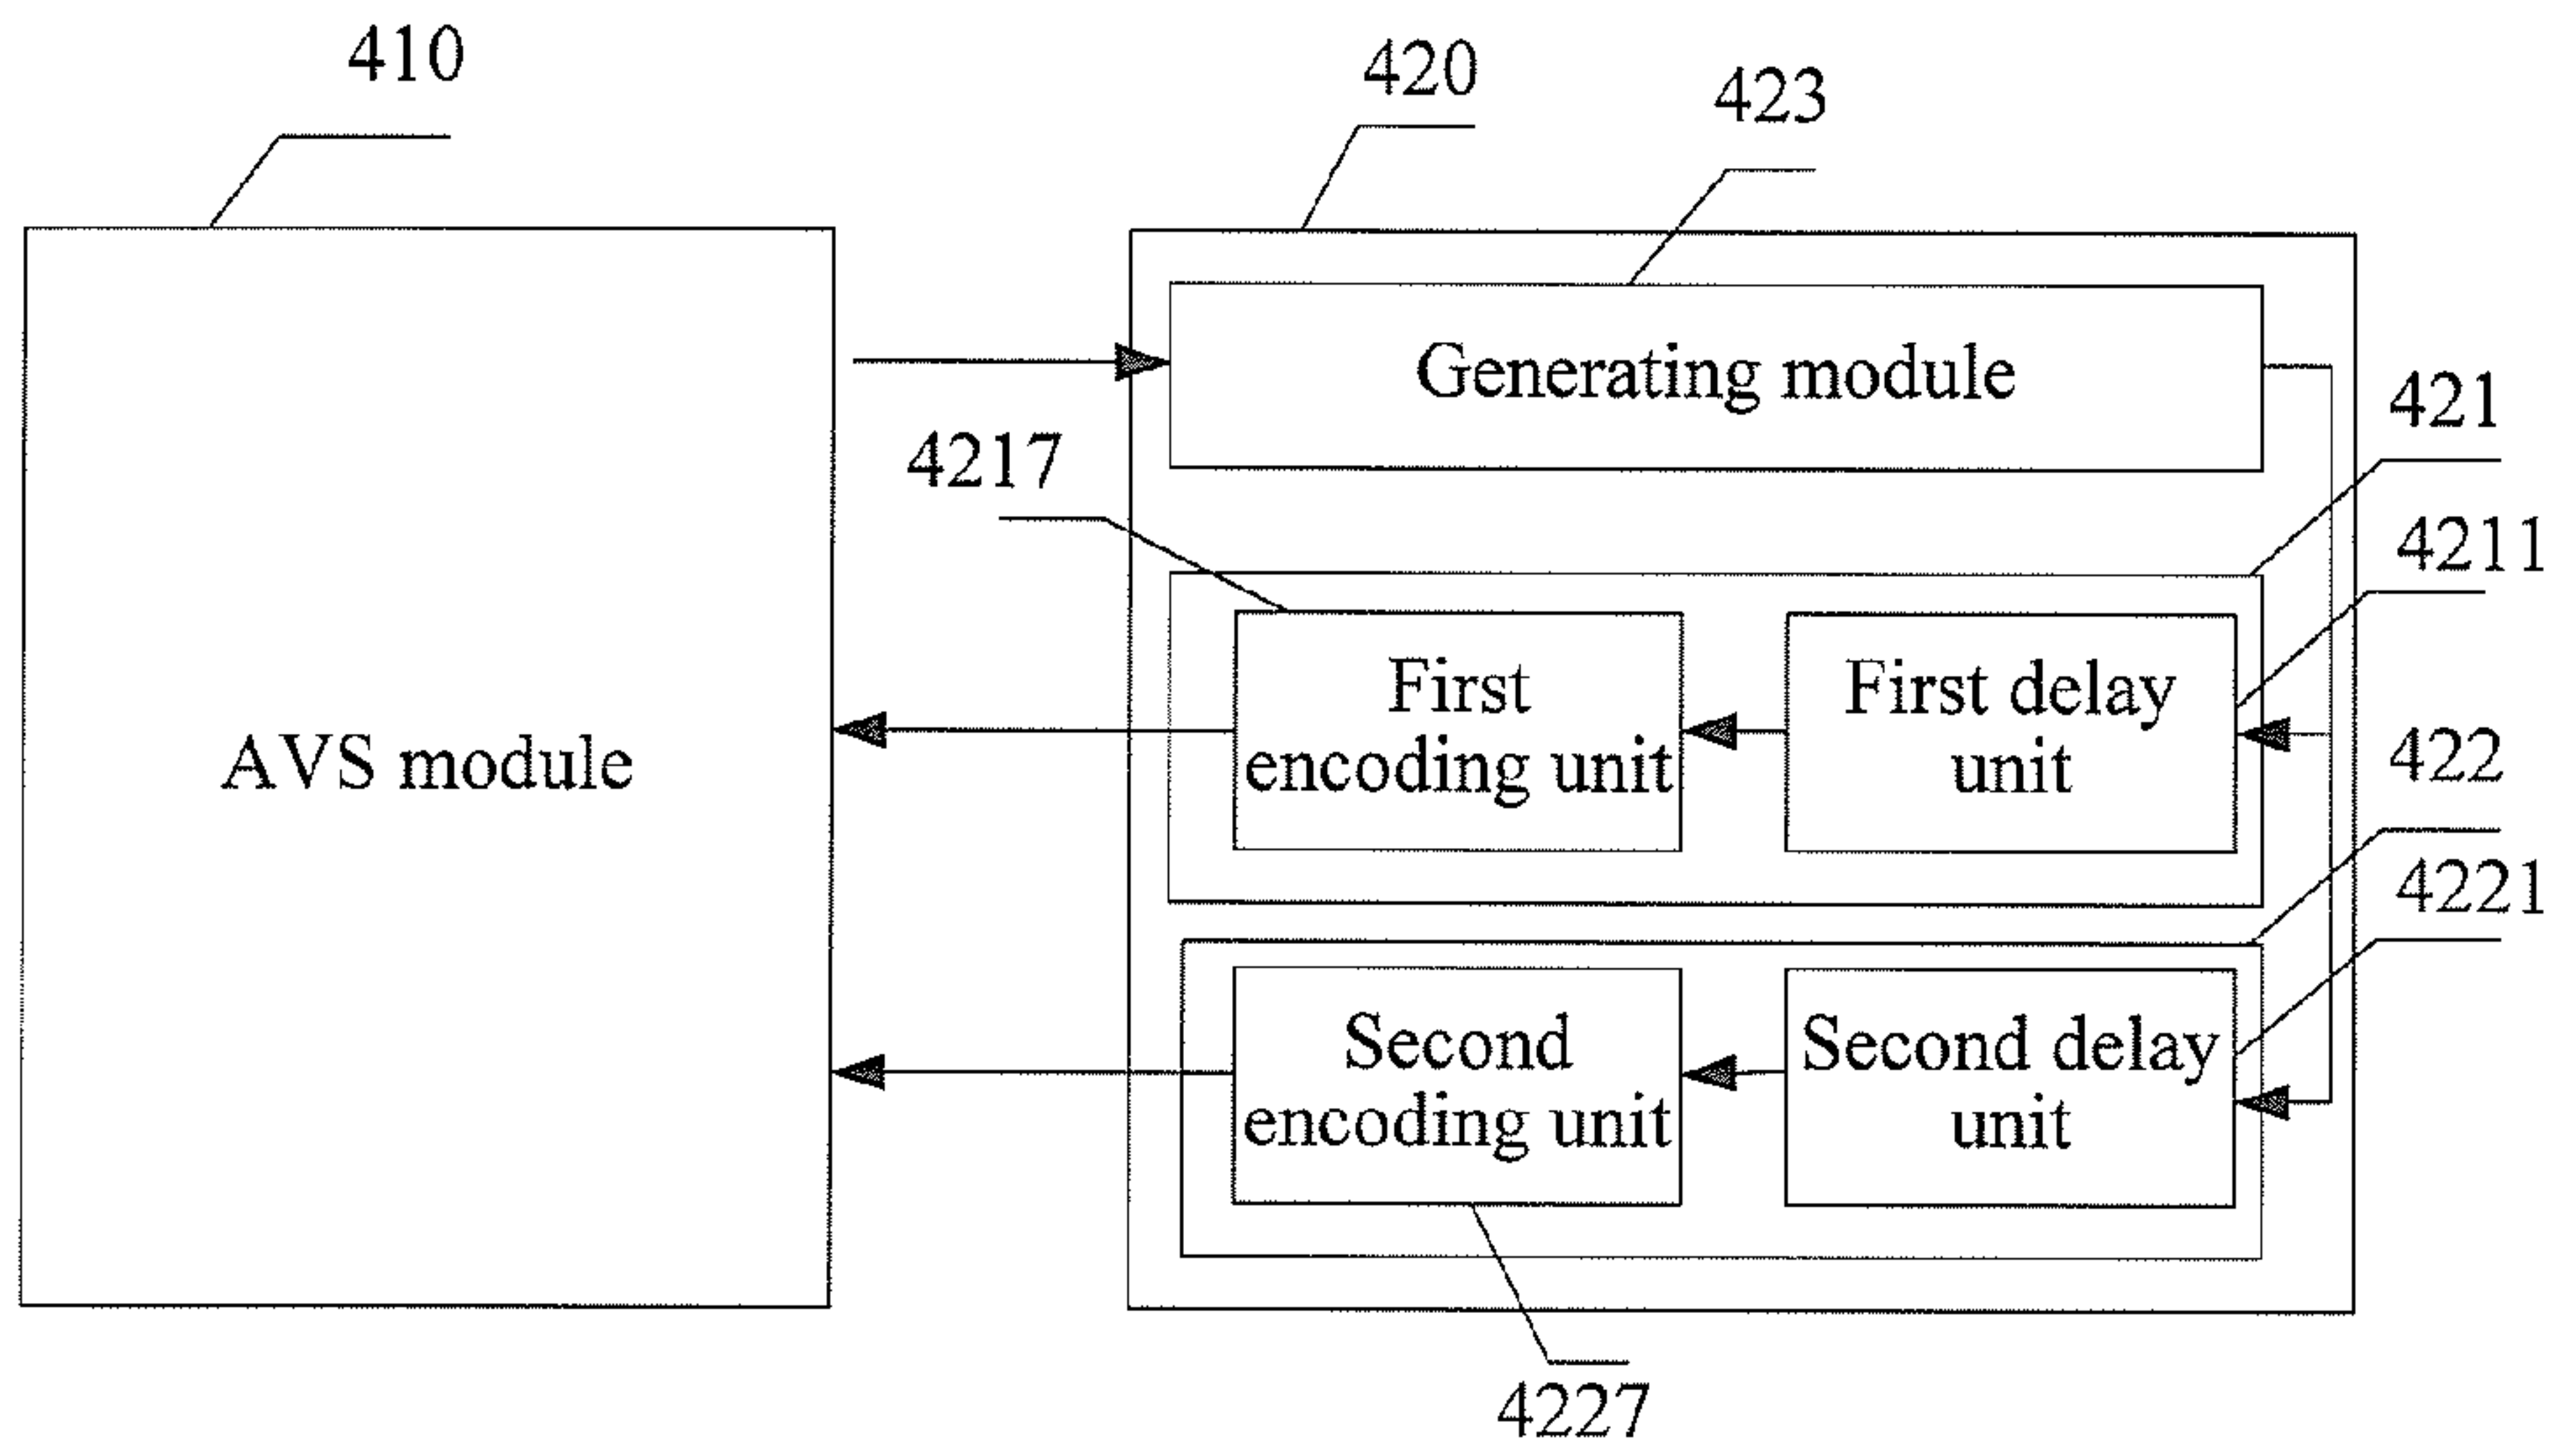 410
420
423
Generating module
421
4217
4211
First
encoding unit
First delay
unit
422
AVS module
4221
Second
encoding unit
Second delay
unit
4227